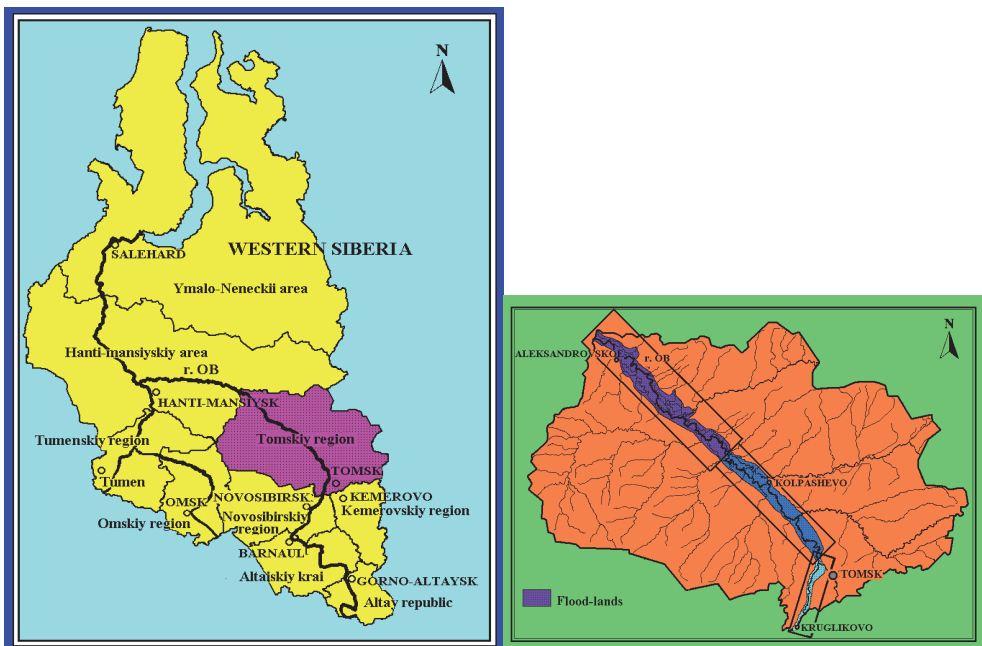 N
WESTERN SIBERIA
SALEHARD
Ymalo-Neneckii area
Hanti-mansiyskiy area
r. OB
HANTI-MANSIYSK
Tumenskiy region
Tomskiy region
Tumen
TOMSK
OMSK
NOVOSIBIRSK
KEMEROVO
Omskiy region
Novosibirskiy
region
Kemerovskiy region
BARNAUL
Altaiskiy krai
GORNO-ALTAYSK
Altay republic
N
ALEKSANDROVSKOE
r. OB
KOLPASHEVO
TOMSK
Flood-lands
KRUGLIKOVO